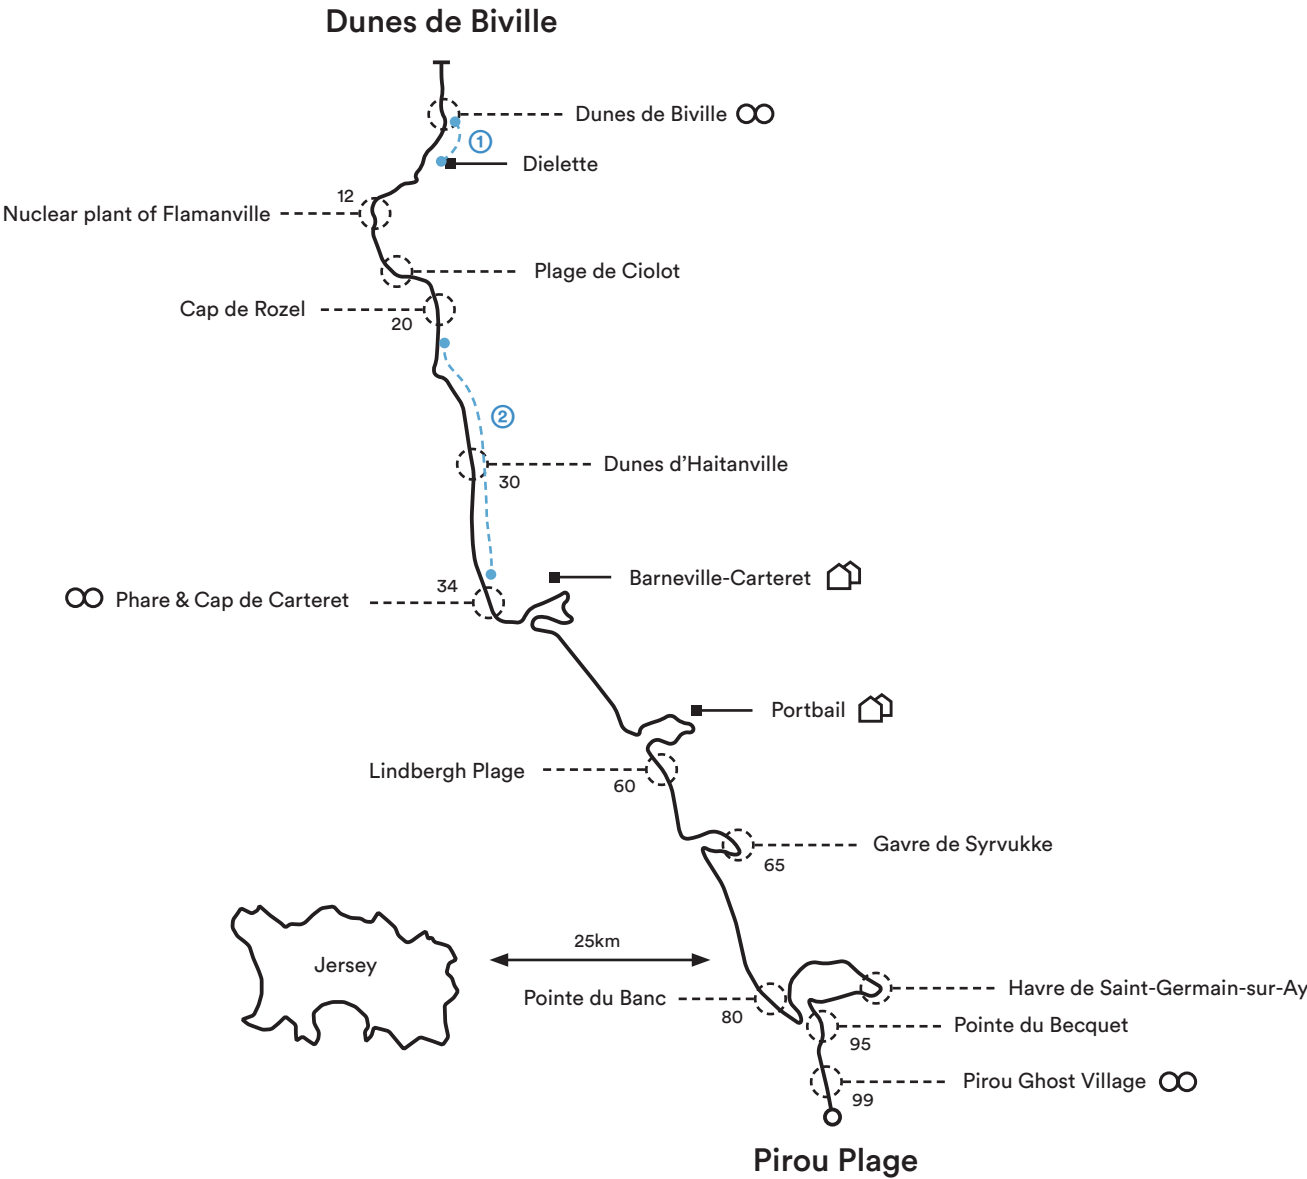 Dunes de Biville
Dunes de Biville
1
Dielette
12
Nuclear plant of Flamanville
Plage de Ciolot
Cap de Rozel
20
2
Dunes d’Haitanville
30
34
Barneville-Carteret
Phare & Cap de Carteret
Portbail
Lindbergh Plage
60
Gavre de Syrvukke
65
25km
Jersey
Havre de Saint-Germain-sur-Ay
Pointe du Banc
80
Pointe du Becquet
95
Pirou Ghost Village
99
Pirou Plage